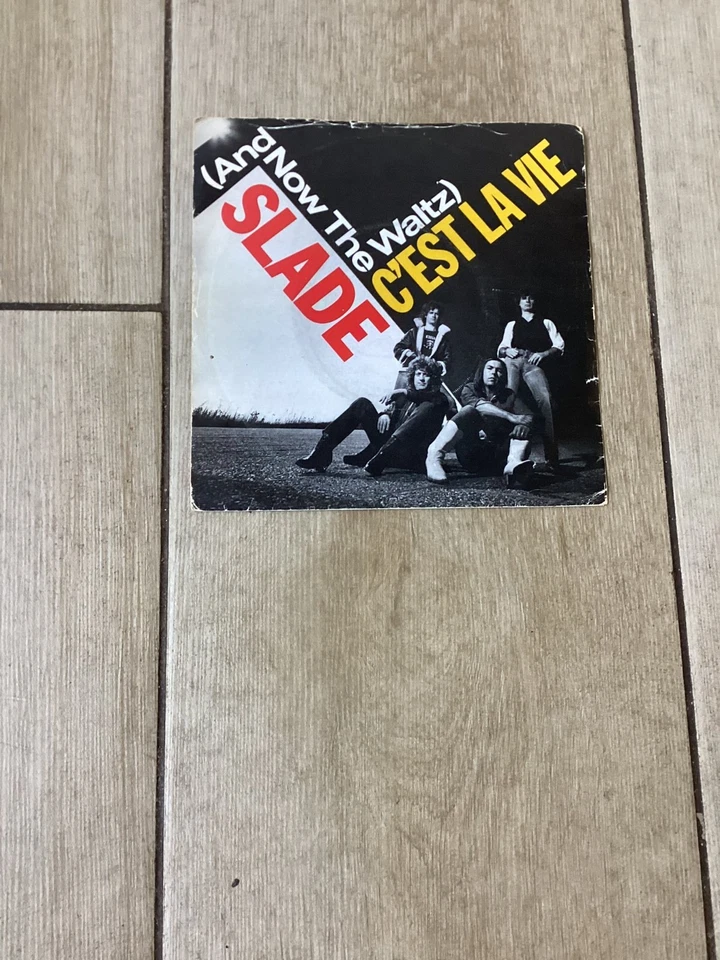 (And Now The Waltz)
C'EST LA VIE
SLADE